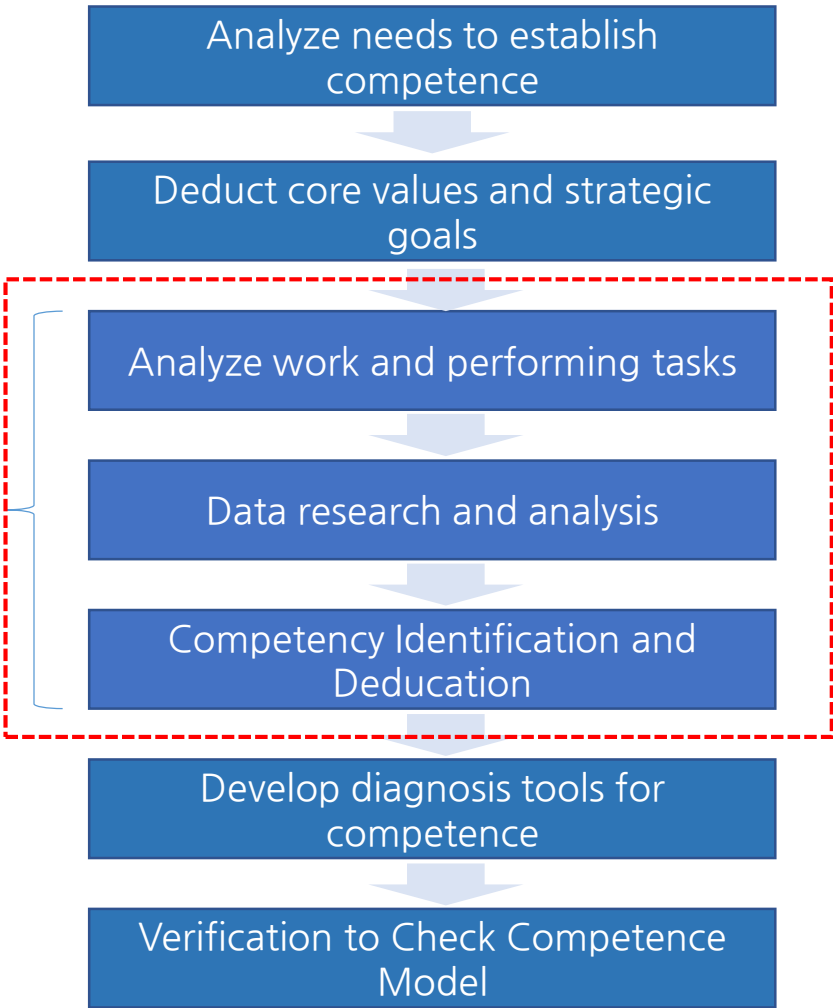 Analyze needs to establish
competence
Deduct core values and strategic
goals
Analyze work and performing tasks
Data research and analysis
Competency Identification and
Deducation
Develop diagnosis tools for
competence
Verification to Check Competence
Model